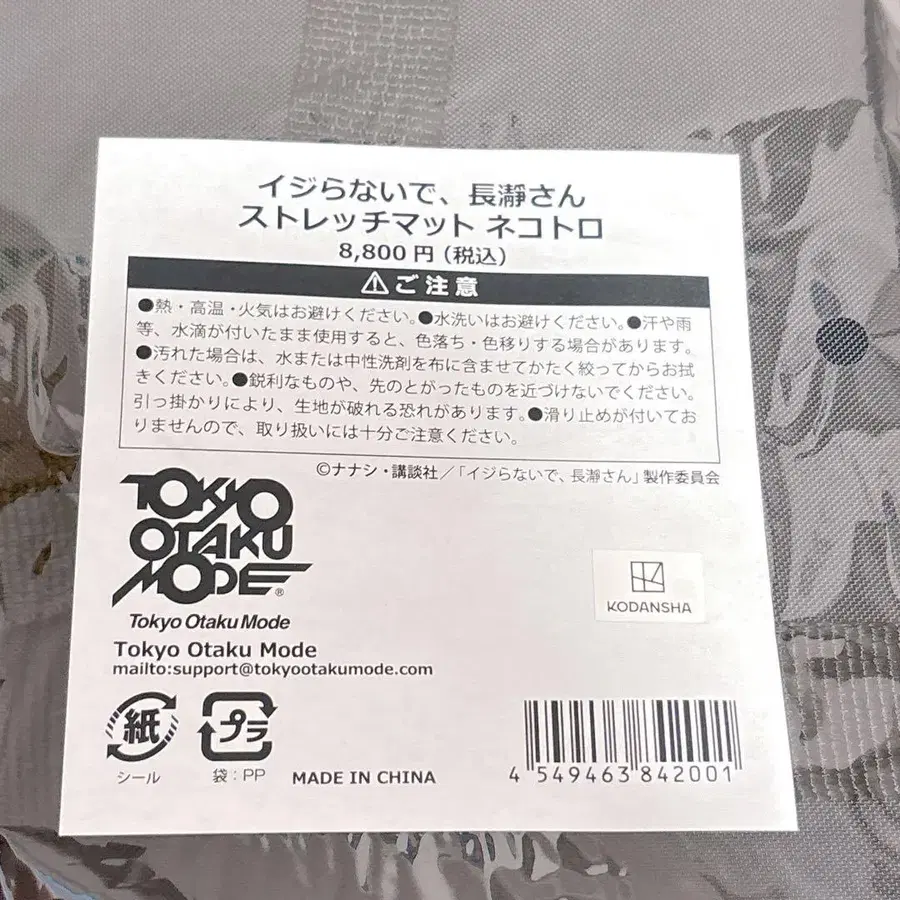 イジらないで、長瀞さん
ストレッチマット ネコトロ
8,800円（税込）
⚠ご注意
●熱・高温・火気はお避けください。●水洗いはお避けください。●汗や雨
等、水滴が付いたまま使用すると、色落ち・色移りする場合があります。
●汚れた場合は、水または中性洗剤を布に含ませてかたく絞ってからお拭
きください。●鋭利なものや、先のとがったものを近づけないでください。
引っ掛かりにより、生地が破れる恐れがあります。●滑り止めが付いてお
りませんので、取り扱いには十分ご注意ください。
©ナナシ・講談社／「イジらないで、長瀞さん」製作委員会
TOKYO
OTAKU
MODE®
Tokyo Otaku Mode
KODANSHA
Tokyo Otaku Mode
mailto:support@tokyootakumode.com
紙
シール
プラ
袋：PP
MADE IN CHINA
4 549463 842001